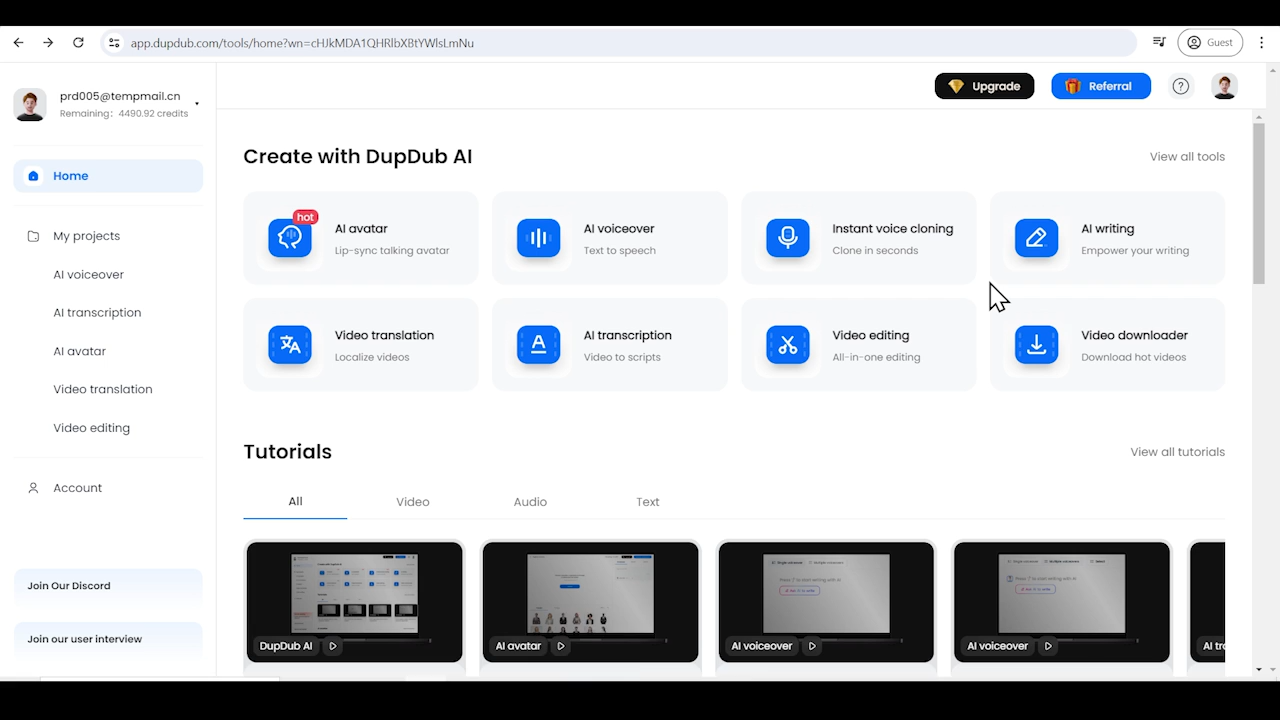 app.dupdub.com/tools/home?wn=cHJkMDA1QHRlbXBtYWlsLmNu
Guest
prd005@tempmail.cn
Remaining: 4490.92 credits
Upgrade
Referral
Home
My projects
AI voiceover
AI transcription
AI avatar
Video translation
Video editing
Account
Join Our Discord
Join our user interview
Create with DupDub AI
View all tools
hot
AI avatar
Lip-sync talking avatar
AI voiceover
Text to speech
Instant voice cloning
Clone in seconds
AI writing
Empower your writing
Video translation
Localize videos
AI transcription
Video to scripts
Video editing
All-in-one editing
Video downloader
Download hot videos
Tutorials
View all tutorials
All
Video
Audio
Text
DupDub AI
AI avatar
AI voiceover
AI voiceover
AI tra